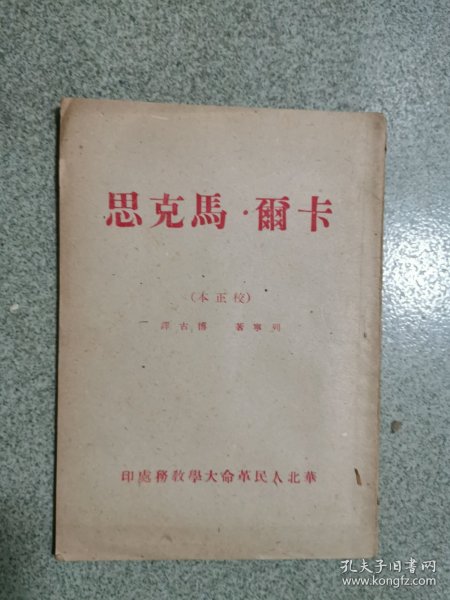 卡爾·馬克思
（校正本）
列寧著 博古譯
華北人民革命大學教務處印
孔夫子旧书网
www.kongfz.com